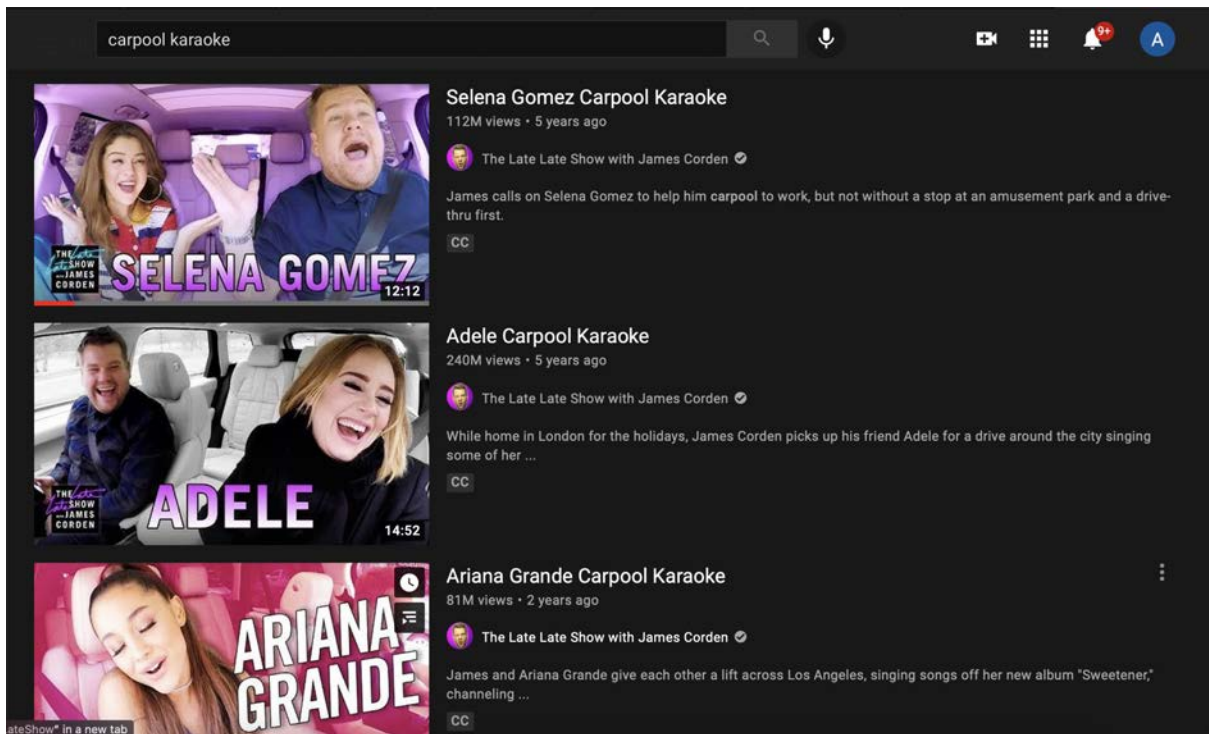 carpool karaoke
9+
A
THE Late
Late SHOW
with JAMES
CORDEN
SELENA GOMEZ
12:12
Selena Gomez Carpool Karaoke
112M views • 5 years ago
The Late Late Show with James Corden
James calls on Selena Gomez to help him carpool to work, but not without a stop at an amusement park and a drive-
thru first.
CC
THE Late
Late SHOW
with JAMES
CORDEN
ADELE
14:52
Adele Carpool Karaoke
240M views • 5 years ago
The Late Late Show with James Corden
While home in London for the holidays, James Corden picks up his friend Adele for a drive around the city singing
some of her ...
CC
ARIANA
GRANDE
Ariana Grande Carpool Karaoke
81M views • 2 years ago
The Late Late Show with James Corden
James and Ariana Grande give each other a lift across Los Angeles, singing songs off her new album "Sweetener,"
channeling ...
CC
ateShow" in a new tab